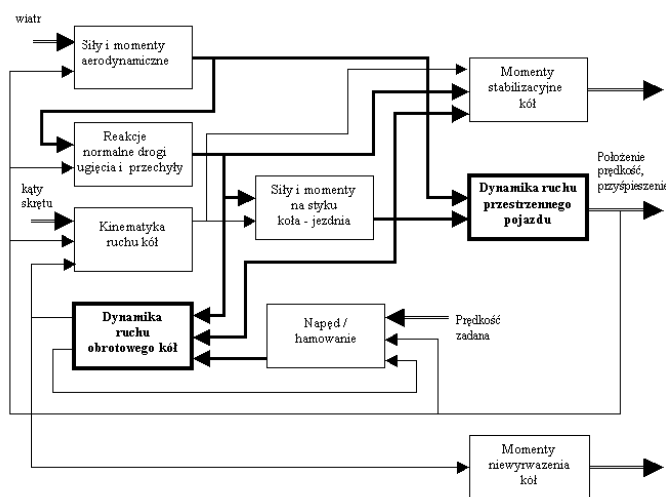 wiatr
Siły i momenty
aerodynamiczne
Momenty
stabilizacyjne
kół
Reakcje
normalne drogi
ugięcia i przechyły
Położenie
prędkość,
przyśpieszenie
kąty
skrętu
Kinematyka
ruchu kół
Siły i momenty
na styku
koła - jezdnia
Dynamika ruchu
przestrzennego
pojazdu
Dynamika
ruchu
obrotowego kół
Napęd /
hamowanie
Prędkość
zadana
Momenty
niewyrwazenia
kół